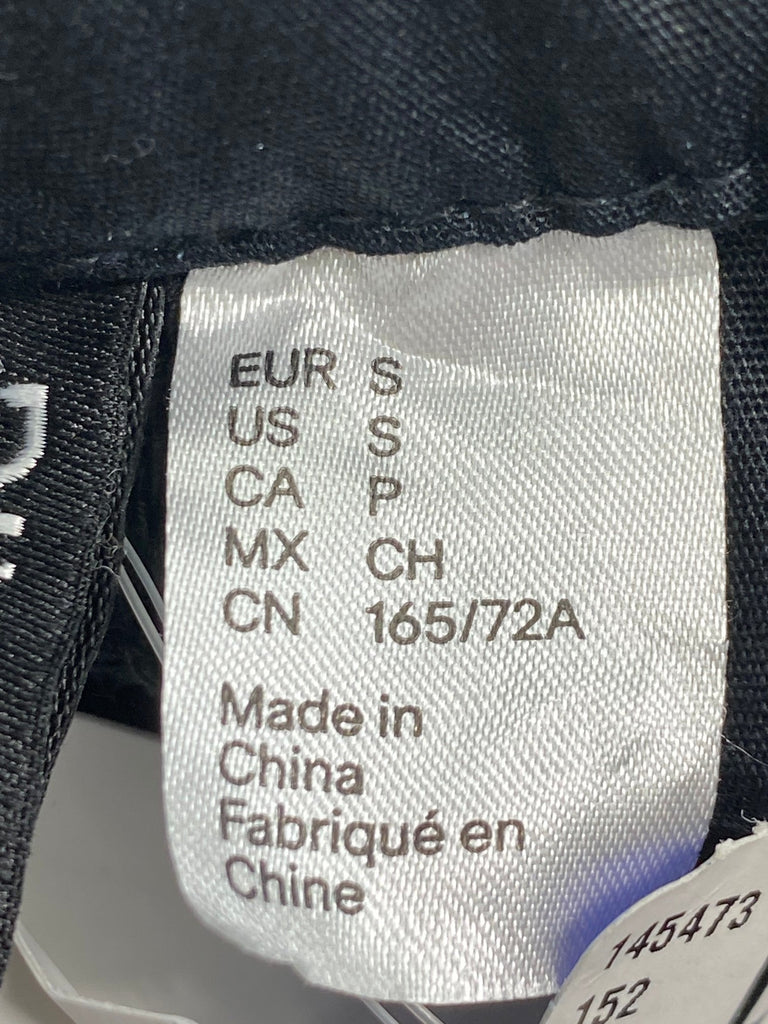 EUR S
US S
CA P
MX CH
CN 165/72A
Made in
China
Fabriqué en
Chine
145473
152